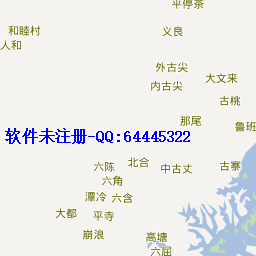 平停茶
和睦村
义良
人和
外古尖
大文来
内古尖
古桃
那尾
鲁班
软件未注册-QQ:64445322
六陈
北合
中古丈
古寨
六角
潭冷
六含
大都
平寺
崩浪
高塘
六屈